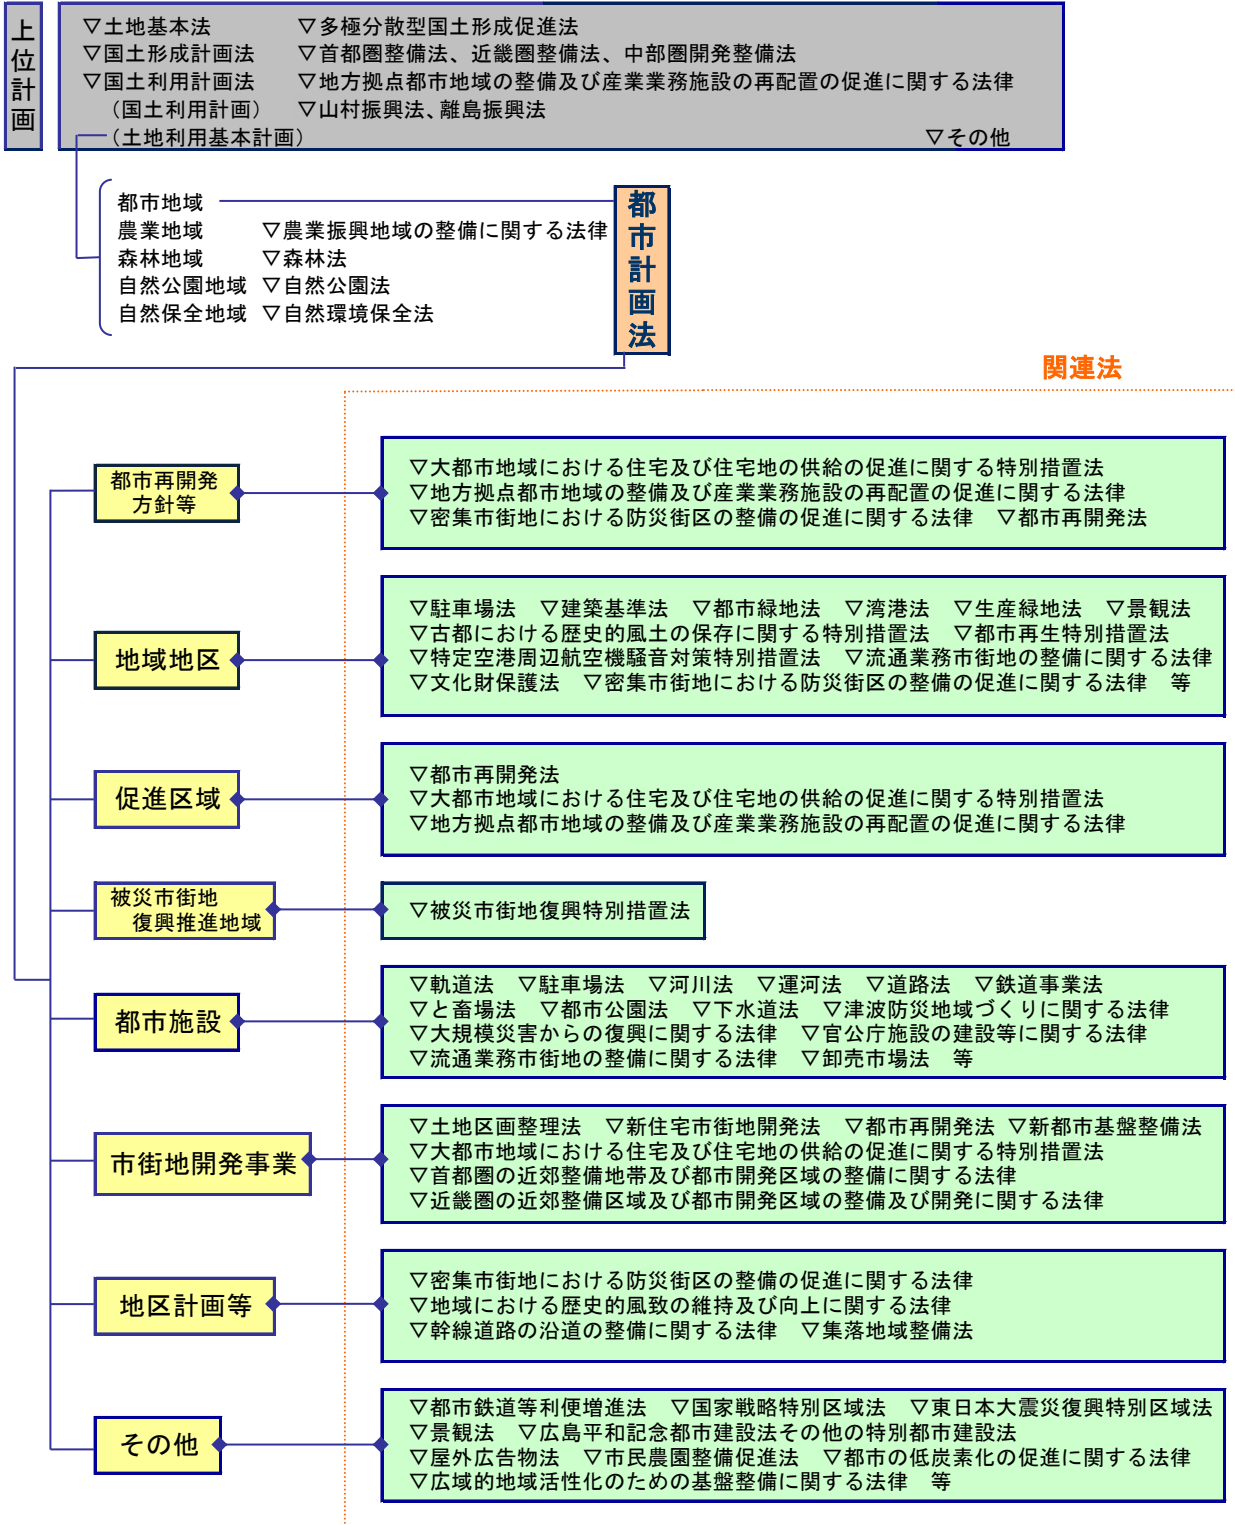 上位計画
▽土地基本法 ▽多極分散型国土形成促進法
▽国土形成計画法 ▽首都圏整備法、近畿圏整備法、中部圏開発整備法
▽国土利用計画法 ▽地方拠点都市地域の整備及び産業業務施設の再配置の促進に関する法律
(国土利用計画) ▽山村振興法、離島振興法
(土地利用基本計画) ▽その他
都市地域
農業地域 ▽農業振興地域の整備に関する法律
森林地域 ▽森林法
自然公園地域 ▽自然公園法
自然保全地域 ▽自然環境保全法
都市計画法
関連法
都市再開発
方針等
▽大都市地域における住宅及び住宅地の供給の促進に関する特別措置法
▽地方拠点都市地域の整備及び産業業務施設の再配置の促進に関する法律
▽密集市街地における防災街区の整備の促進に関する法律 ▽都市再開発法
地域地区
▽駐車場法 ▽建築基準法 ▽都市緑地法 ▽湾港法 ▽生産緑地法 ▽景観法
▽古都における歴史的風土の保存に関する特別措置法 ▽都市再生特別措置法
▽特定空港周辺航空機騒音対策特別措置法 ▽流通業務市街地の整備に関する法律
▽文化財保護法 ▽密集市街地における防災街区の整備の促進に関する法律 等
促進区域
▽都市再開発法
▽大都市地域における住宅及び住宅地の供給の促進に関する特別措置法
▽地方拠点都市地域の整備及び産業業務施設の再配置の促進に関する法律
被災市街地
復興推進地域
▽被災市街地復興特別措置法
都市施設
▽軌道法 ▽駐車場法 ▽河川法 ▽運河法 ▽道路法 ▽鉄道事業法
▽と畜場法 ▽都市公園法 ▽下水道法 ▽津波防災地域づくりに関する法律
▽大規模災害からの復興に関する法律 ▽官公庁施設の建設等に関する法律
▽流通業務市街地の整備に関する法律 ▽卸売市場法 等
市街地開発事業
▽土地区画整理法 ▽新住宅市街地開発法 ▽都市再開発法 ▽新都市基盤整備法
▽大都市地域における住宅及び住宅地の供給の促進に関する特別措置法
▽首都圏の近郊整備地帯及び都市開発区域の整備に関する法律
▽近畿圏の近郊整備区域及び都市開発区域の整備及び開発に関する法律
地区計画等
▽密集市街地における防災街区の整備の促進に関する法律
▽地域における歴史的風致の維持及び向上に関する法律
▽幹線道路の沿道の整備に関する法律 ▽集落地域整備法
その他
▽都市鉄道等利便増進法 ▽国家戦略特別区域法 ▽東日本大震災復興特別区域法
▽景観法 ▽広島平和記念都市建設法その他の特別都市建設法
▽屋外広告物法 ▽市民農園整備促進法 ▽都市の低炭素化の促進に関する法律
▽広域的地域活性化のための基盤整備に関する法律 等